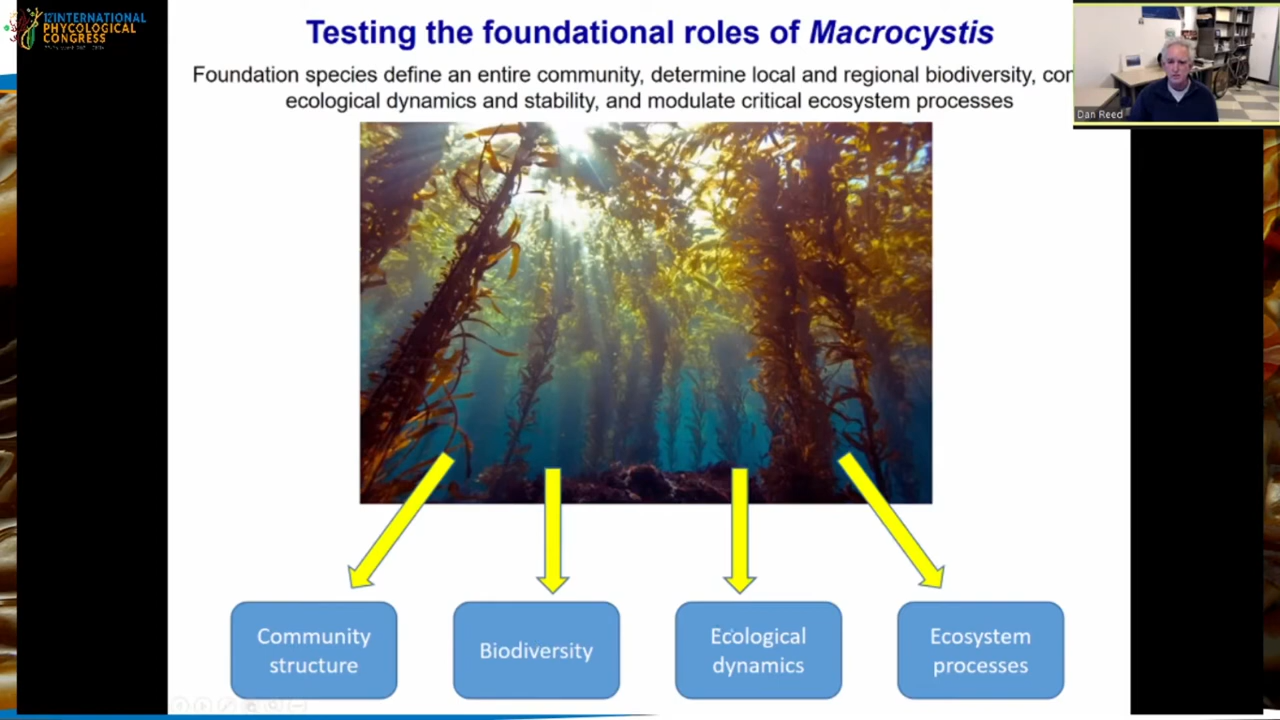 12th INTERNATIONAL
PHYCOLOGICAL
CONGRESS
Testing the foundational roles of Macrocystis
Foundation species define an entire community, determine local and regional biodiversity,
ecological dynamics and stability, and modulate critical ecosystem processes
Dan Reed
Community
structure
Biodiversity
Ecological
dynamics
Ecosystem
processes